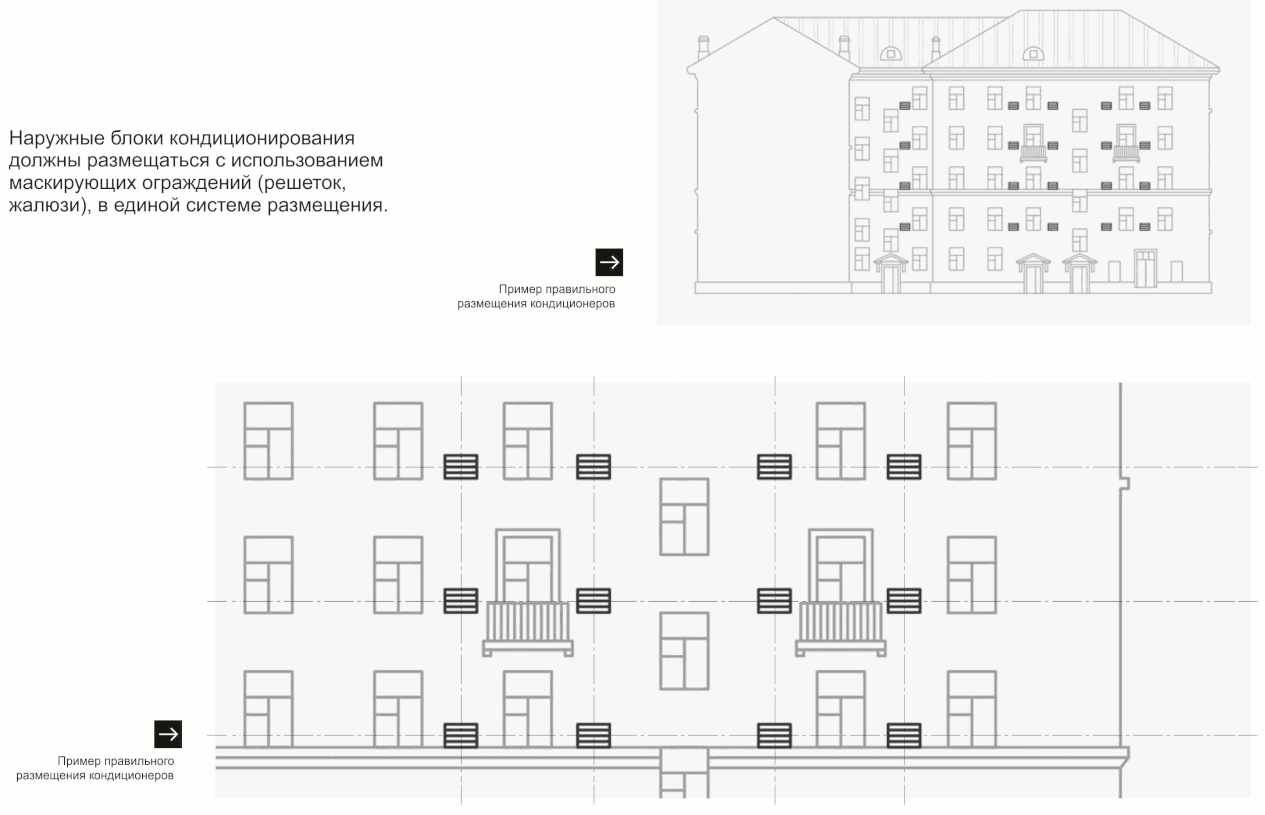 Наружные блоки кондиционирования
должны размещаться с использованием
маскирующих ограждений (решеток,
жалюзи), в единой системе размещения.
Пример правильного
размещения кондиционеров
Пример правильного
размещения кондиционеров